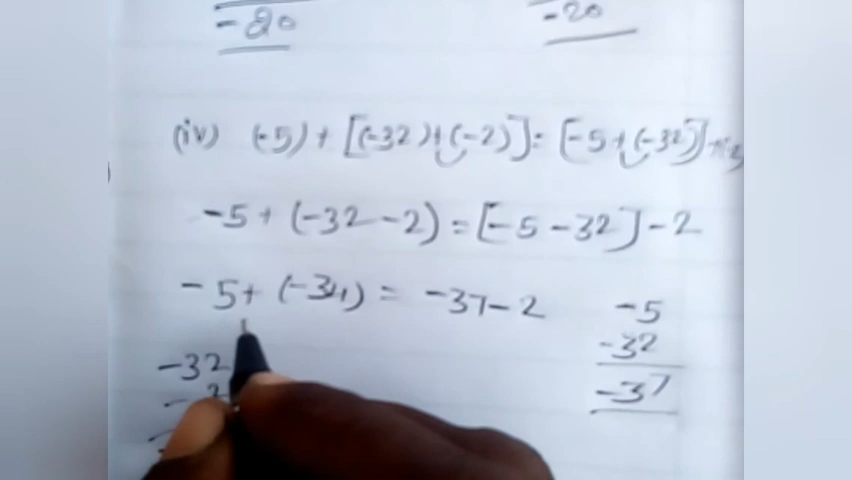 -20 -20
(iv) (-5) + [(-32)+(-2)] = [-5+(-32)]
-5 + (-32-2) = [-5-32]-2
-5+ (-34) = -37-2 -5
-32 -32
-2 -37